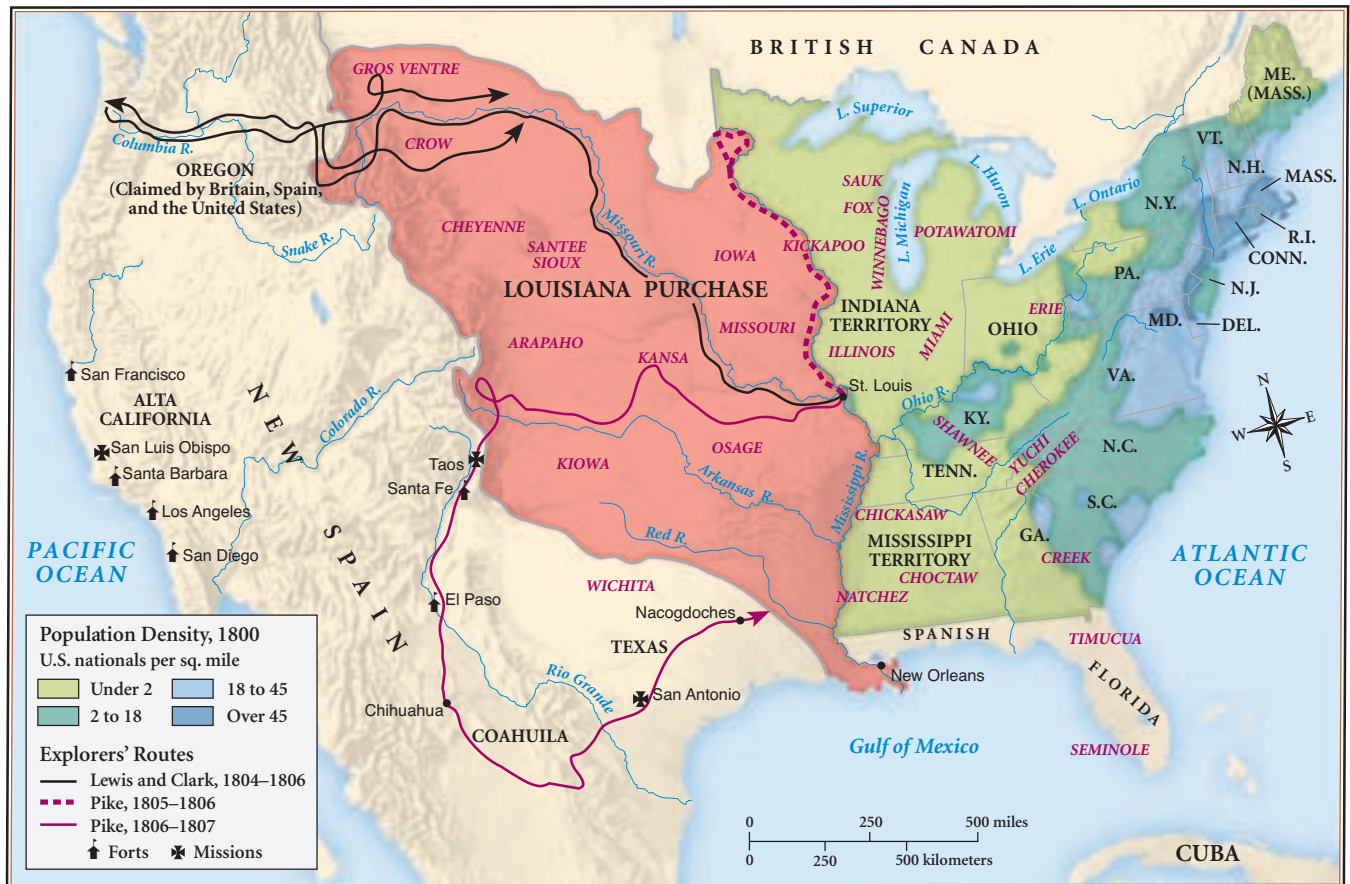 BRITISH CANADA
GROS VENTRE
CROW
Columbia R.
OREGON
(Claimed by Britain, Spain,
and the United States)
Snake R.
CHEYENNE
SANTEE
SIOUX
Missouri R.
IOWA
LOUISIANA PURCHASE
MISSOURI
ARAPAHO
KANSA
OSAGE
KIOWA
Arkansas R.
Red R.
WICHITA
L. Superior
L. Huron
L. Michigan
L. Ontario
L. Erie
SAUK
FOX
WINNEBAGO
POTAWATOMI
KICKAPOO
INDIANA
TERRITORY
ILLINOIS
MIAMI
OHIO
ERIE
St. Louis
Ohio R.
KY.
SHAWNEE
YUCHI
CHEROKEE
TENN.
Mississippi R.
CHICKASAW
MISSISSIPPI
TERRITORY
CHOCTAW
NATCHEZ
GA.
CREEK
S.C.
N.C.
VA.
MD.
DEL.
N.J.
PA.
N.Y.
CONN.
R.I.
MASS.
N.H.
VT.
ME.
(MASS.)
N
E
S
W
SPANISH
FLORIDA
TIMUCUA
SEMINOLE
New Orleans
Gulf of Mexico
ATLANTIC
OCEAN
CUBA
San Francisco
ALTA
CALIFORNIA
San Luis Obispo
Santa Barbara
Los Angeles
San Diego
PACIFIC
OCEAN
NEW SPAIN
Colorado R.
Taos
Santa Fe
El Paso
Chihuahua
COAHUILA
Rio Grande
TEXAS
Nacogdoches
San Antonio
Population Density, 1800
U.S. nationals per sq. mile
Under 2
18 to 45
2 to 18
Over 45
Explorers' Routes
Lewis and Clark, 1804–1806
Pike, 1805–1806
Pike, 1806–1807
Forts
Missions
0 250 500 miles
0 250 500 kilometers